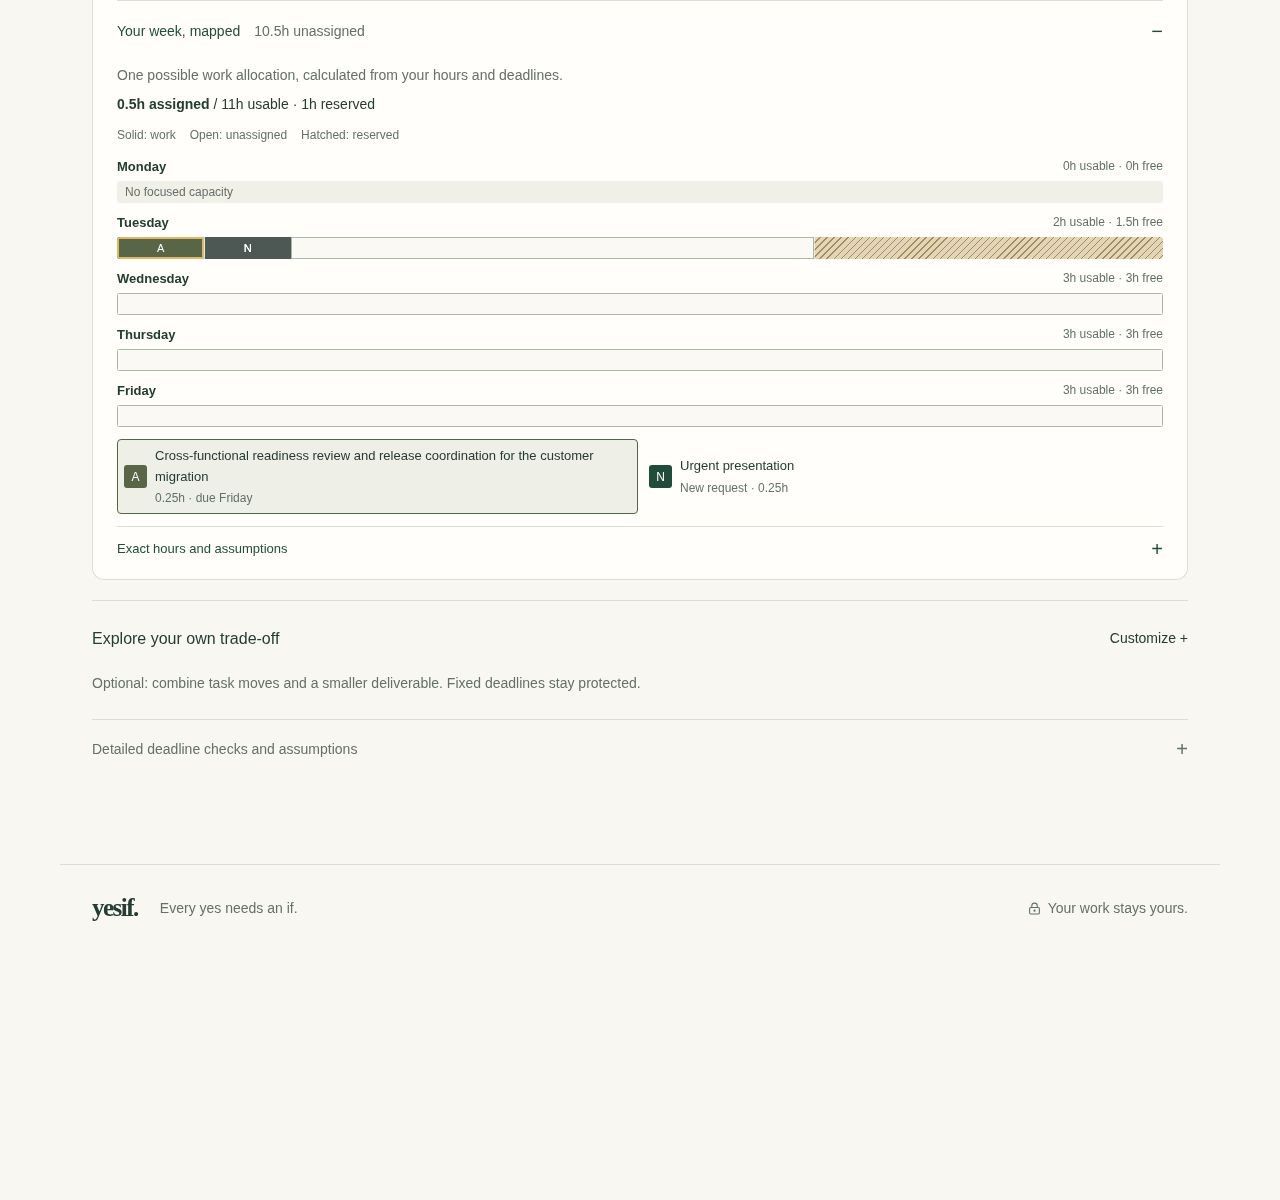 Your week, mapped 10.5h unassigned −
One possible work allocation, calculated from your hours and deadlines.
0.5h assigned / 11h usable · 1h reserved
Solid: work Open: unassigned Hatched: reserved
Monday 0h usable · 0h free
No focused capacity
Tuesday 2h usable · 1.5h free
A N
Wednesday 3h usable · 3h free
Thursday 3h usable · 3h free
Friday 3h usable · 3h free
A Cross-functional readiness review and release coordination for the customer
migration
0.25h · due Friday
N Urgent presentation
New request · 0.25h
Exact hours and assumptions +
Explore your own trade-off Customize +
Optional: combine task moves and a smaller deliverable. Fixed deadlines stay protected.
Detailed deadline checks and assumptions +
yesif. Every yes needs an if. Your work stays yours.